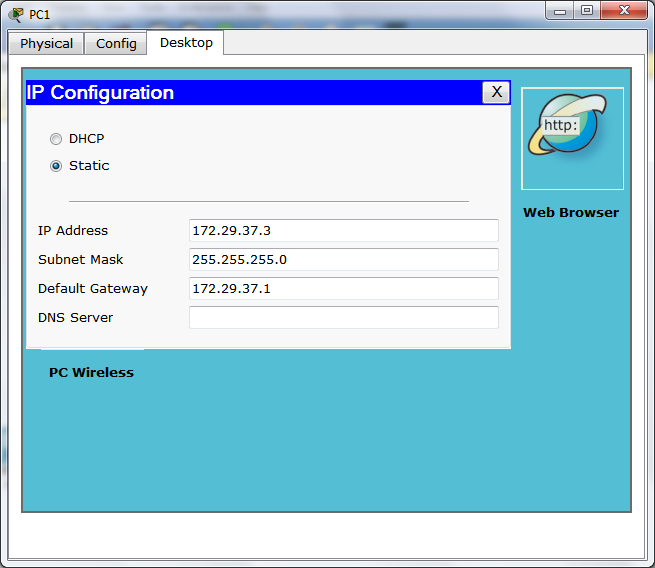 PC1
Physical Config Desktop
IP Configuration X
http:
DHCP
Static
Web Browser
IP Address 172.29.37.3
Subnet Mask 255.255.255.0
Default Gateway 172.29.37.1
DNS Server
PC Wireless